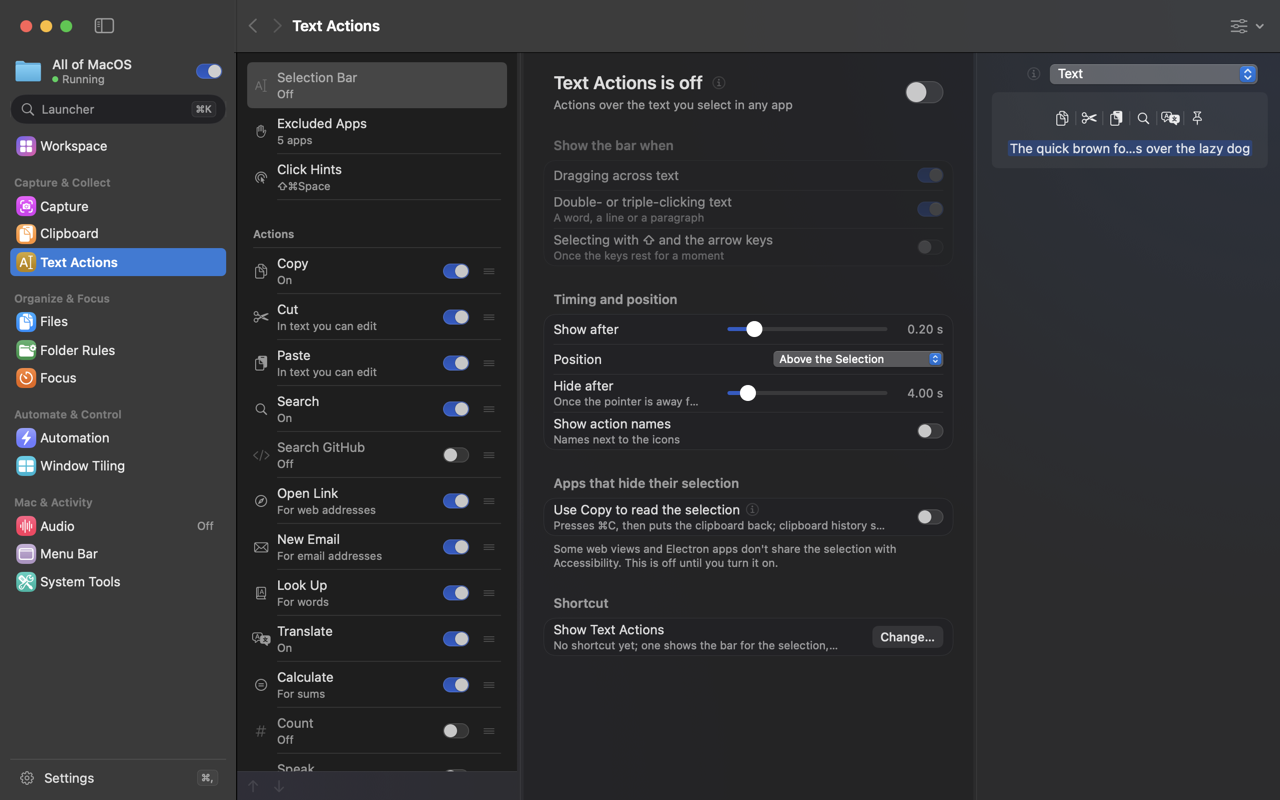 Text Actions
All of MacOS
Running
Launcher
⌘K
Workspace
Capture & Collect
Capture
Clipboard
Text Actions
Organize & Focus
Files
Folder Rules
Focus
Automate & Control
Automation
Window Tiling
Mac & Activity
Audio
Off
Menu Bar
System Tools
Settings
⌘,
Selection Bar
Off
Excluded Apps
5 apps
Click Hints
⇧⌘Space
Actions
Copy
On
Cut
In text you can edit
Paste
In text you can edit
Search
On
Search GitHub
Off
Open Link
For web addresses
New Email
For email addresses
Look Up
For words
Translate
On
Calculate
For sums
Count
Off
Speak
Text Actions is off
Actions over the text you select in any app
Show the bar when
Dragging across text
Double- or triple-clicking text
A word, a line or a paragraph
Selecting with ⇧ and the arrow keys
Once the keys rest for a moment
Timing and position
Show after
0.20 s
Position
Above the Selection
Hide after
Once the pointer is away f...
4.00 s
Show action names
Names next to the icons
Apps that hide their selection
Use Copy to read the selection
Presses ⌘C, then puts the clipboard back; clipboard history s...
Some web views and Electron apps don't share the selection with
Accessibility. This is off until you turn it on.
Shortcut
Show Text Actions
No shortcut yet; one shows the bar for the selection,...
Change...
Text
The quick brown fo...s over the lazy dog